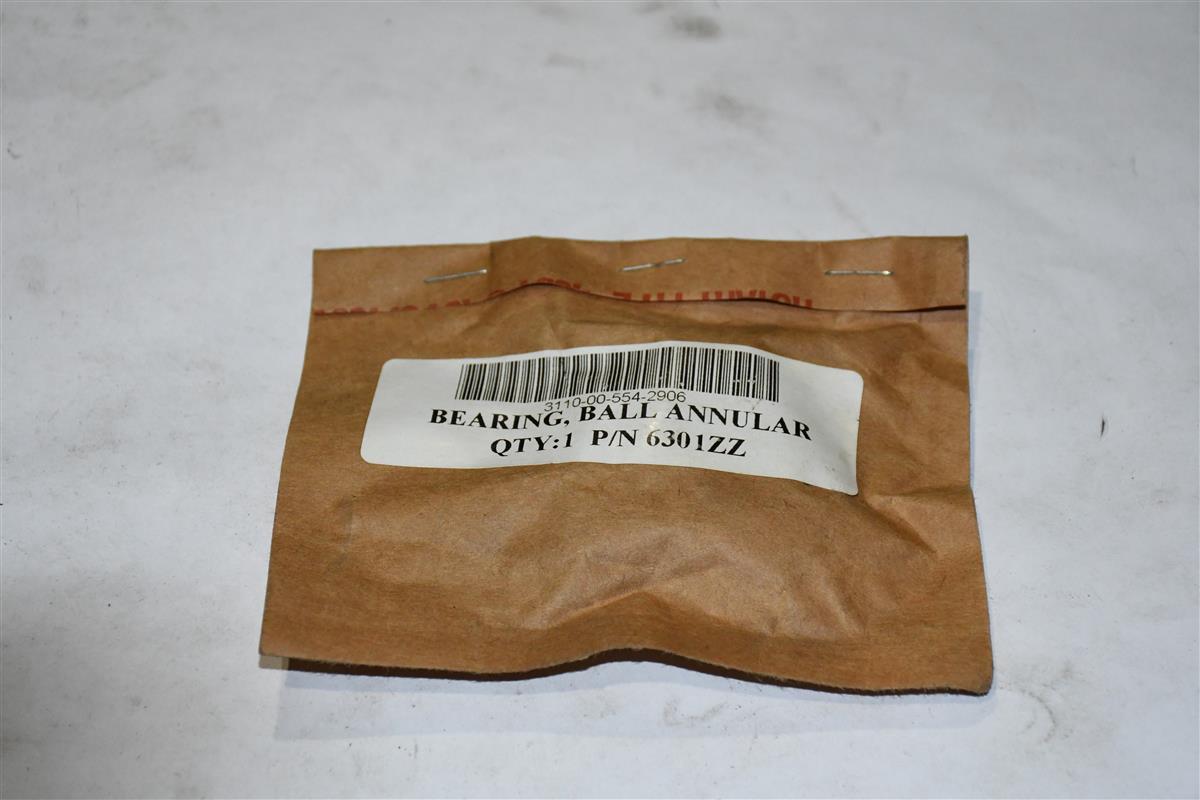 3110-00-554-2906
BEARING, BALL ANNULAR
QTY:1 P/N 6301ZZ